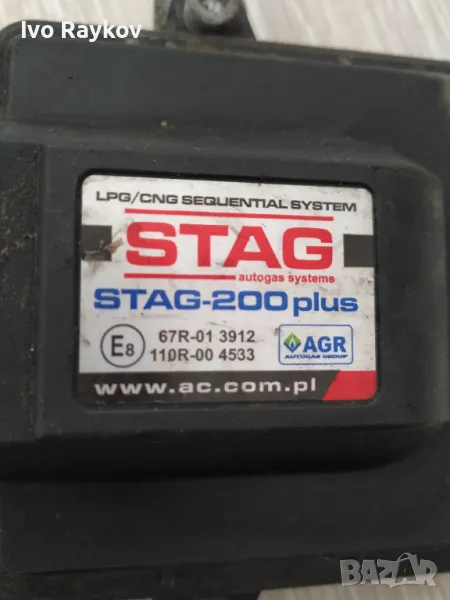 Ivo Raykov
LPG/CNG SEQUENTIAL SYSTEM
STAG
autogas systems
STAG-200 plus
E8
67R-01 3912
110R-00 4533
AGR
AUTOGAS GROUP
www.ac.com.pl
bazar